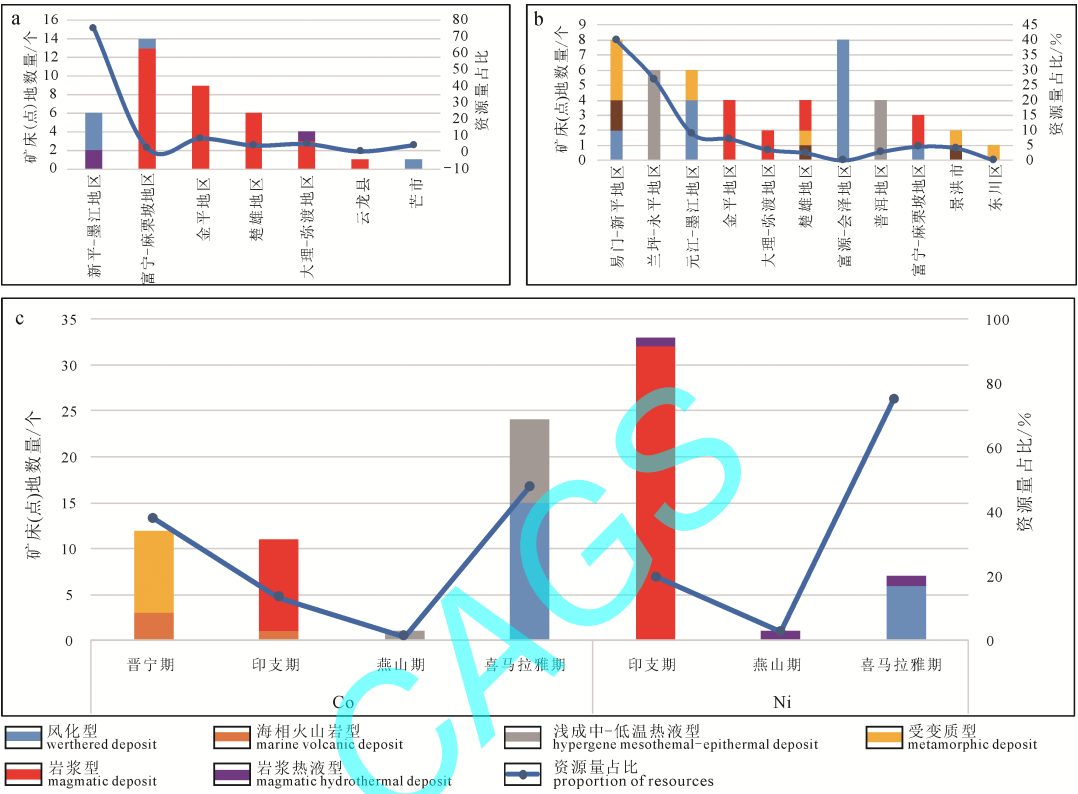 a
矿床(点)地数量/个
16
14
12
10
8
6
4
2
0
80
70
60
50
40
30
20
10
0
−10
资源量占比
新平-墨江地区
富宁-麻栗坡地区
金平地区
楚雄地区
大理-弥渡地区
云龙县
芒市
b
矿床(点)地数量/个
9
8
7
6
5
4
3
2
1
0
45
40
35
30
25
20
15
10
5
0
资源量占比/%
易门-新平地区
兰坪-永平地区
元江-墨江地区
金平地区
大理-弥渡地区
楚雄地区
富源-会泽地区
普洱地区
富宁-麻栗坡地区
景洪市
东川区
c
矿床(点)地数量/个
35
30
25
20
15
10
5
0
100
80
60
40
20
0
资源量占比/%
晋宁期 印支期 燕山期 喜马拉雅期 印支期 燕山期 喜马拉雅期
Co Ni
CAGS
风化型 海相火山岩型 浅成中-低温热液型 受变质型
werthered deposit marine volcanic deposit hypergene mesothemal-epithermal deposit metamorphic deposit
岩浆型 岩浆热液型 资源量占比
magmatic deposit magmatic hydrothermal deposit proportion of resources